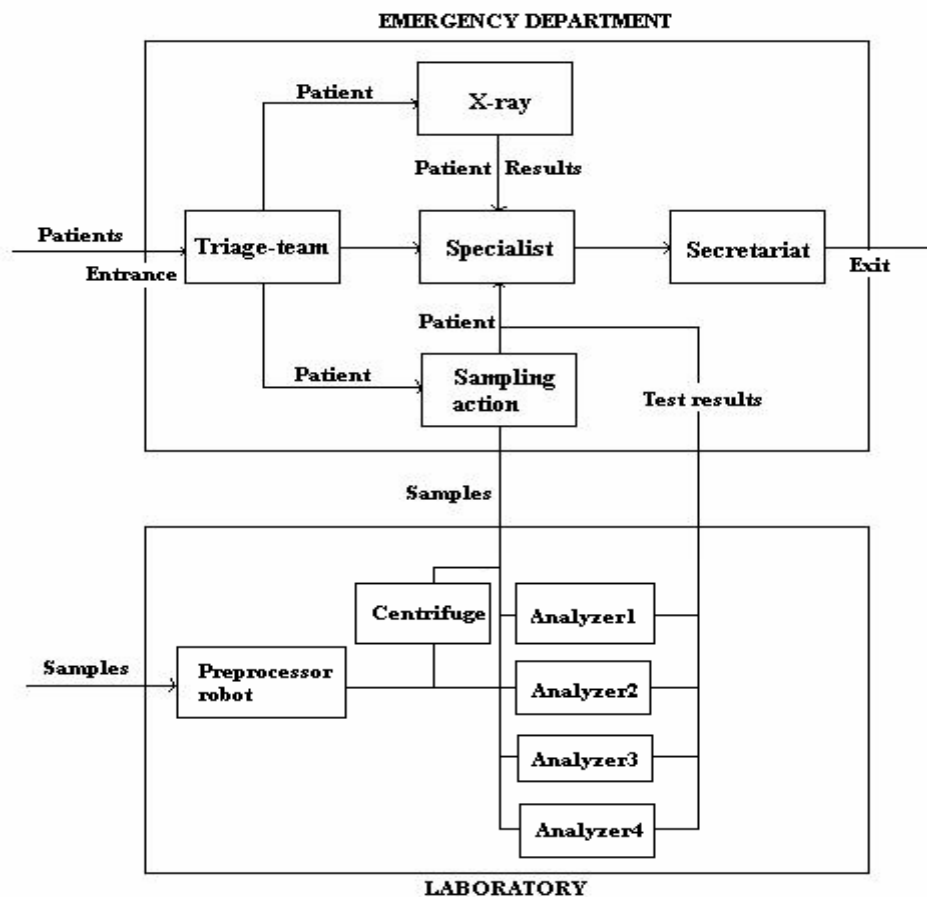 EMERGENCY DEPARTMENT
Patient
X-ray
Patient Results
Patients
Entrance
Triage-team
Specialist
Secretariat
Exit
Patient
Patient
Sampling
action
Test results
Samples
Centrifuge
Analyzer1
Samples
Preprocessor
robot
Analyzer2
Analyzer3
Analyzer4
LABORATORY